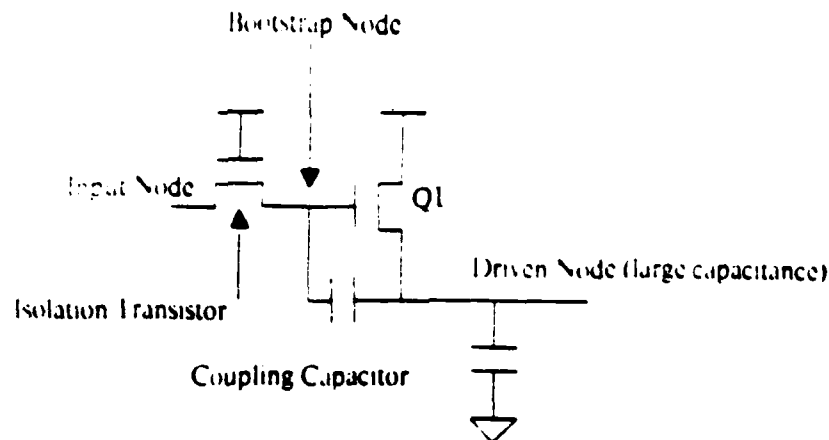 Bootstrap Node
Input Node
Q1
Driven Node (large capacitance)
Isolation Transistor
Coupling Capacitor